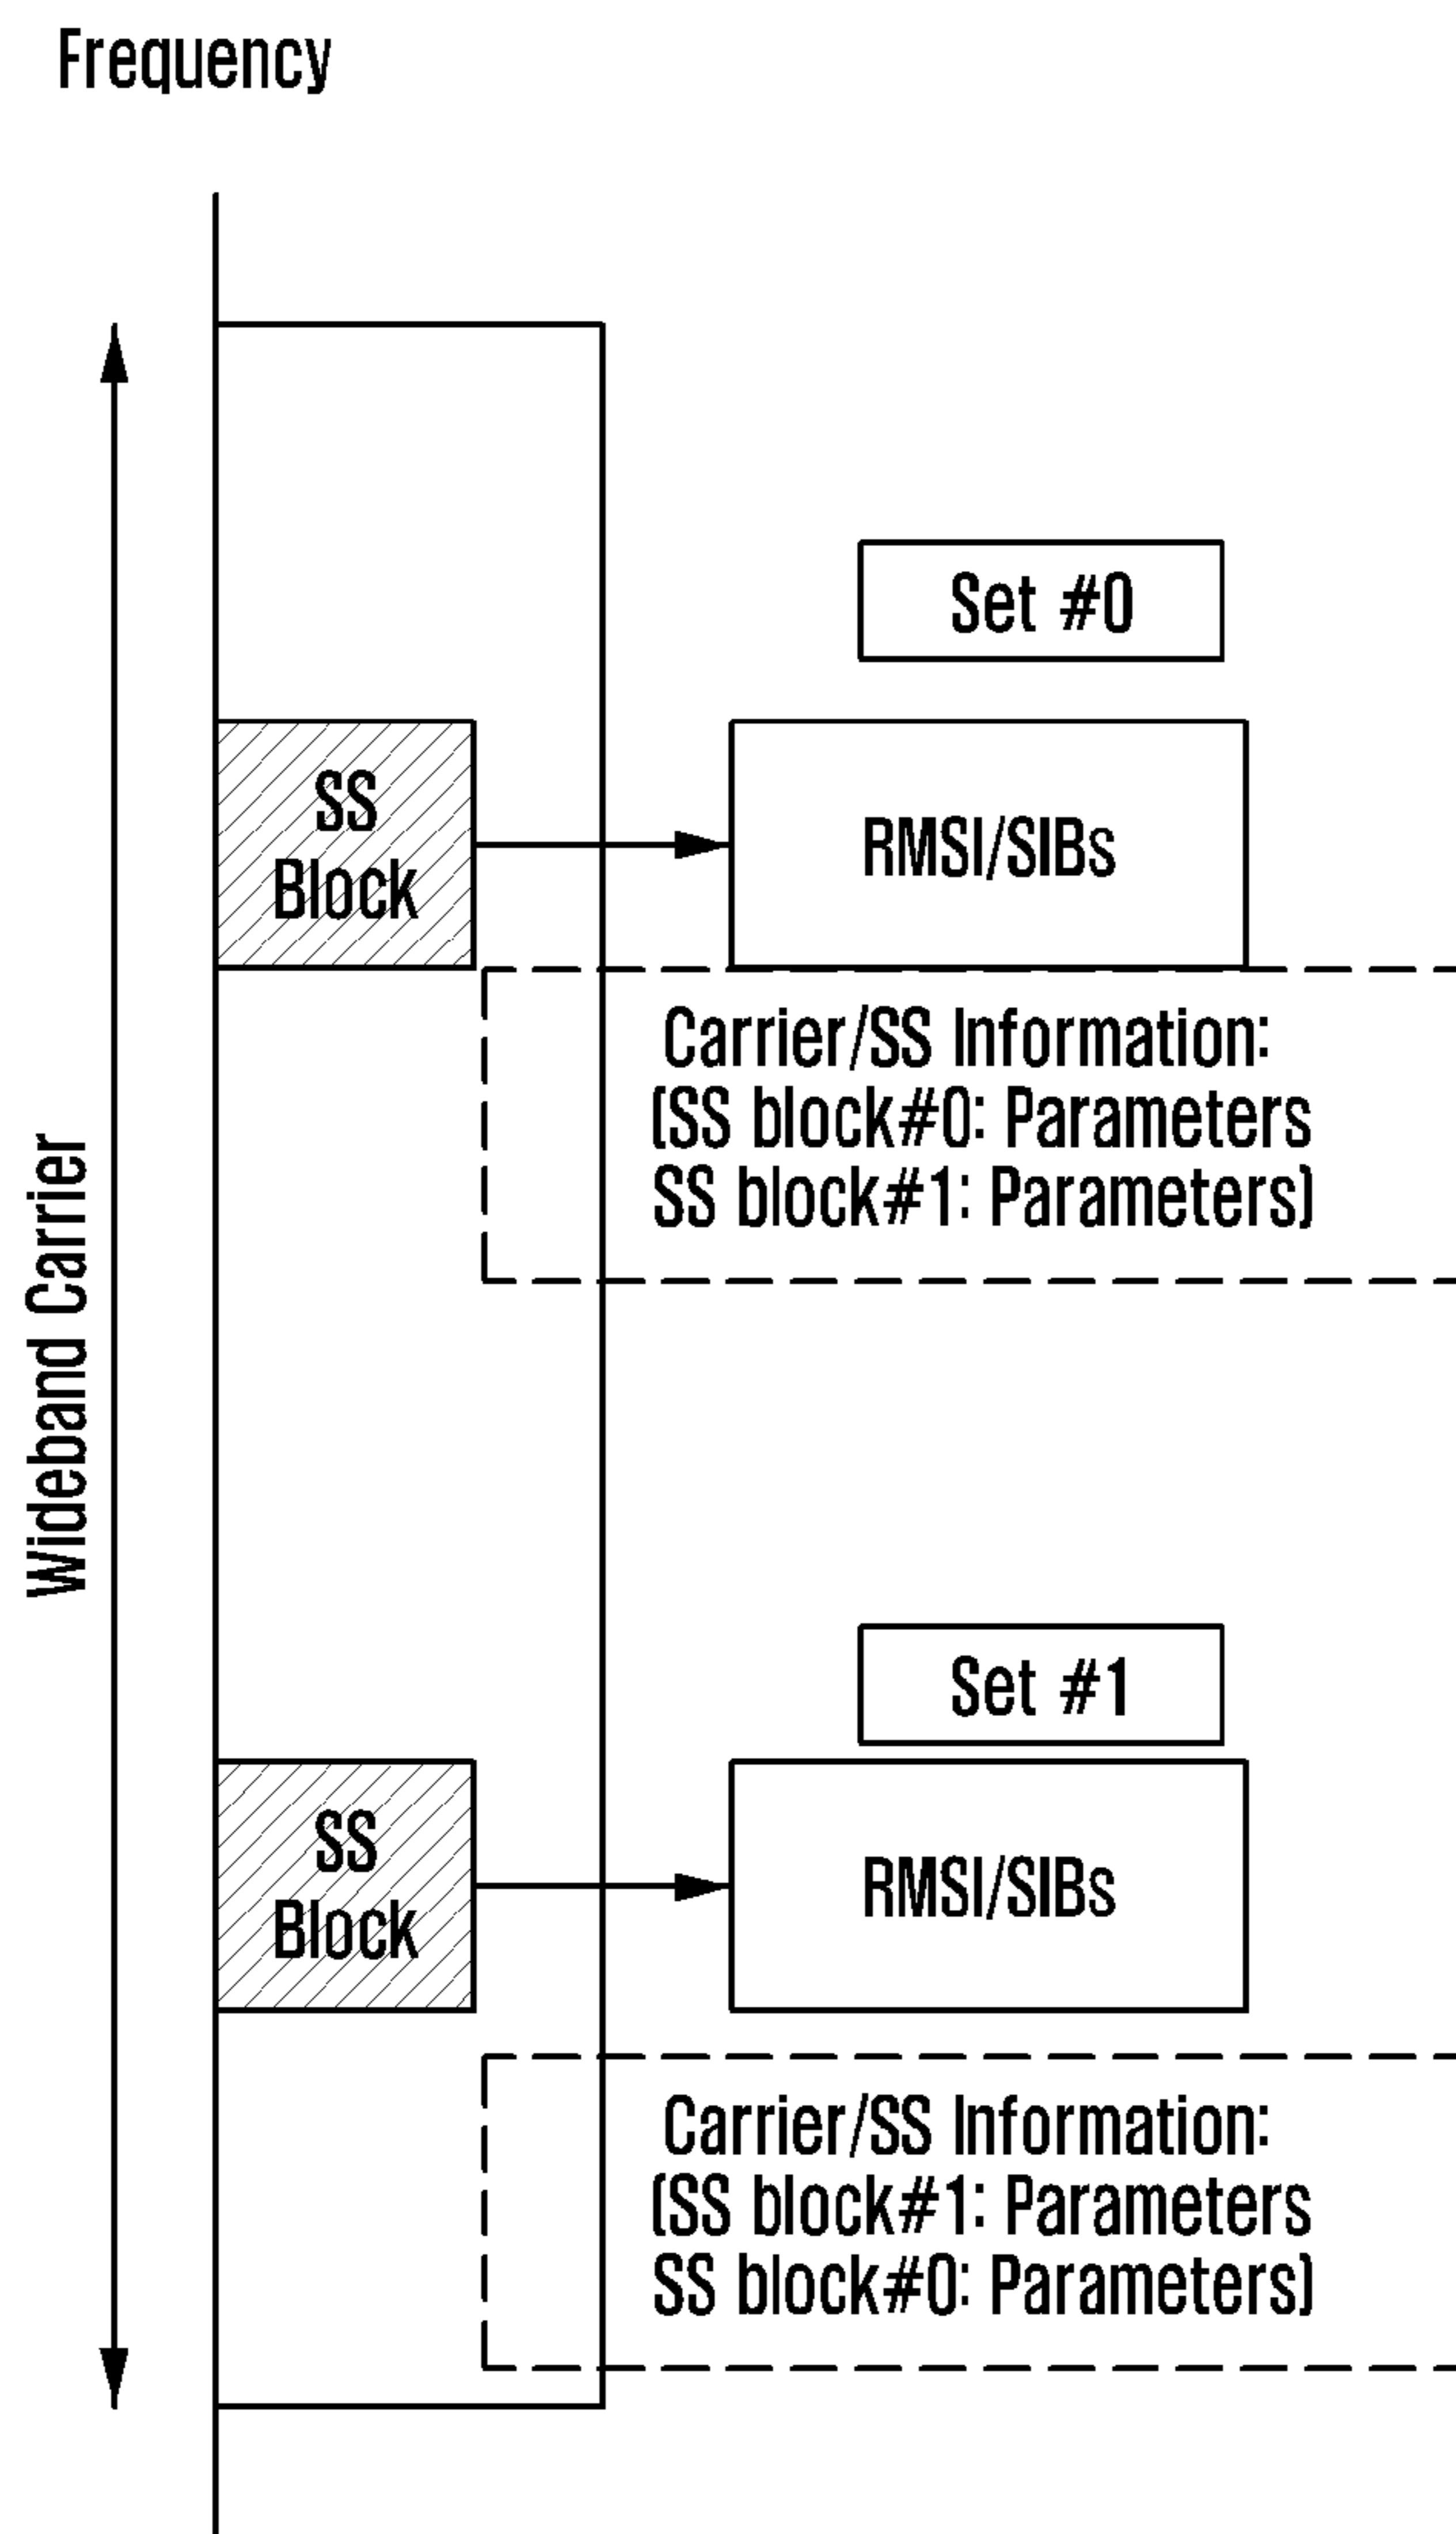 Frequency
Set #0
SS
Block
RMSI/SIBs
Carrier/SS Information:
(SS block#0: Parameters
SS block#1: Parameters)
Wideband Carrier
Set #1
SS
Block
RMSI/SIBs
Carrier/SS Information:
(SS block#1: Parameters
SS block#0: Parameters)